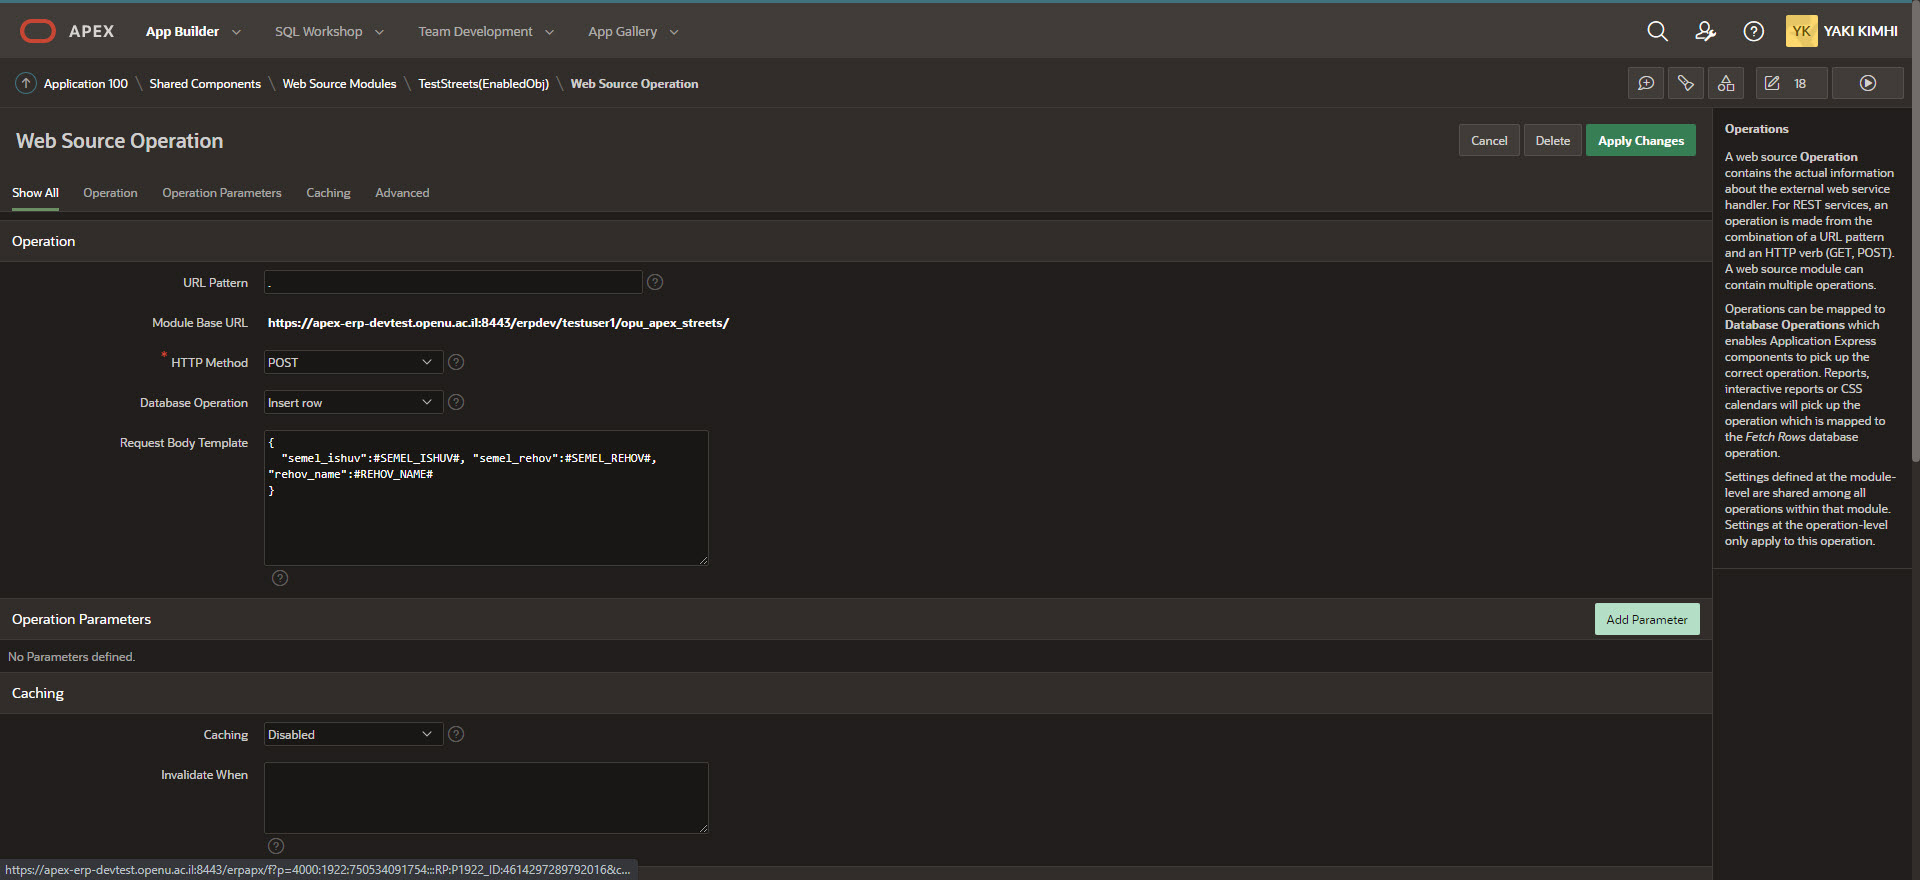 APEX App Builder SQL Workshop Team Development App Gallery YK YAKI KIMHI
Application 100 \ Shared Components \ Web Source Modules \ TestStreets(EnabledObj) \ Web Source Operation 18
Web Source Operation Cancel Delete Apply Changes
Show All Operation Operation Parameters Caching Advanced
Operation
URL Pattern .
Module Base URL https://apex-erp-devtest.openu.ac.il:8443/erpdev/testuser1/opu_apex_streets/
* HTTP Method POST
Database Operation Insert row
Request Body Template
{
"semel_ishuv":#SEMEL_ISHUV#, "semel_rehov":#SEMEL_REHOV#,
"rehov_name":#REHOV_NAME#
}
Operation Parameters Add Parameter
No Parameters defined.
Caching
Caching Disabled
Invalidate When
https://apex-erp-devtest.openu.ac.il:8443/erpapx/f?p=4000:1922:750534091754:::RP:P1922_ID:4614297289792016&c...
Operations
A web source Operation
contains the actual information
about the external web service
handler. For REST services, an
operation is made from the
combination of a URL pattern
and an HTTP verb (GET, POST).
A web source module can
contain multiple operations.
Operations can be mapped to
Database Operations which
enables Application Express
components to pick up the
correct operation. Reports,
interactive reports or CSS
calendars will pick up the
operation which is mapped to
the Fetch Rows database
operation.
Settings defined at the module-
level are shared among all
operations within that module.
Settings at the operation-level
only apply to this operation.